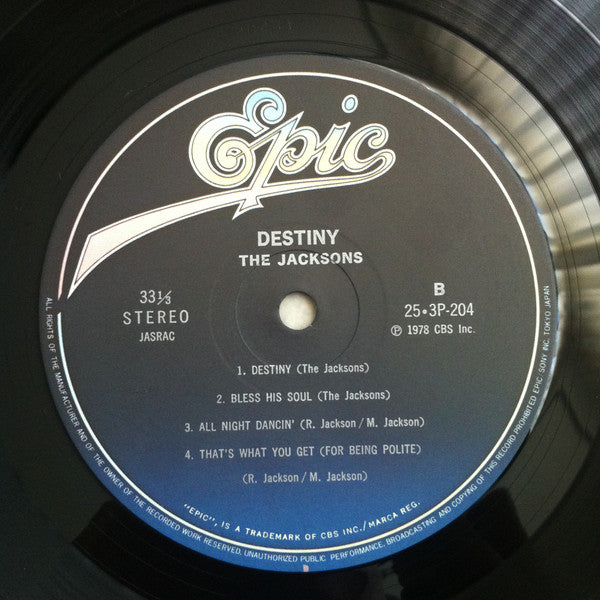 Epic
DESTINY
THE JACKSONS
33⅓
STEREO
JASRAC
B
25•3P-204
Ⓟ 1978 CBS Inc.
1. DESTINY (The Jacksons)
2. BLESS HIS SOUL (The Jacksons)
3. ALL NIGHT DANCIN' (R. Jackson / M. Jackson)
4. THAT'S WHAT YOU GET (FOR BEING POLITE)
(R. Jackson / M. Jackson)
"EPIC", IS A TRADEMARK OF CBS INC./MARCA REG.
ALL RIGHTS OF THE MANUFACTURER AND OF THE OWNER OF THE RECORDED WORK RESERVED. UNAUTHORIZED PUBLIC PERFORMANCE, BROADCASTING AND COPYING OF THIS RECORD PROHIBITED EPIC/SONY INC. TOKYO JAPAN